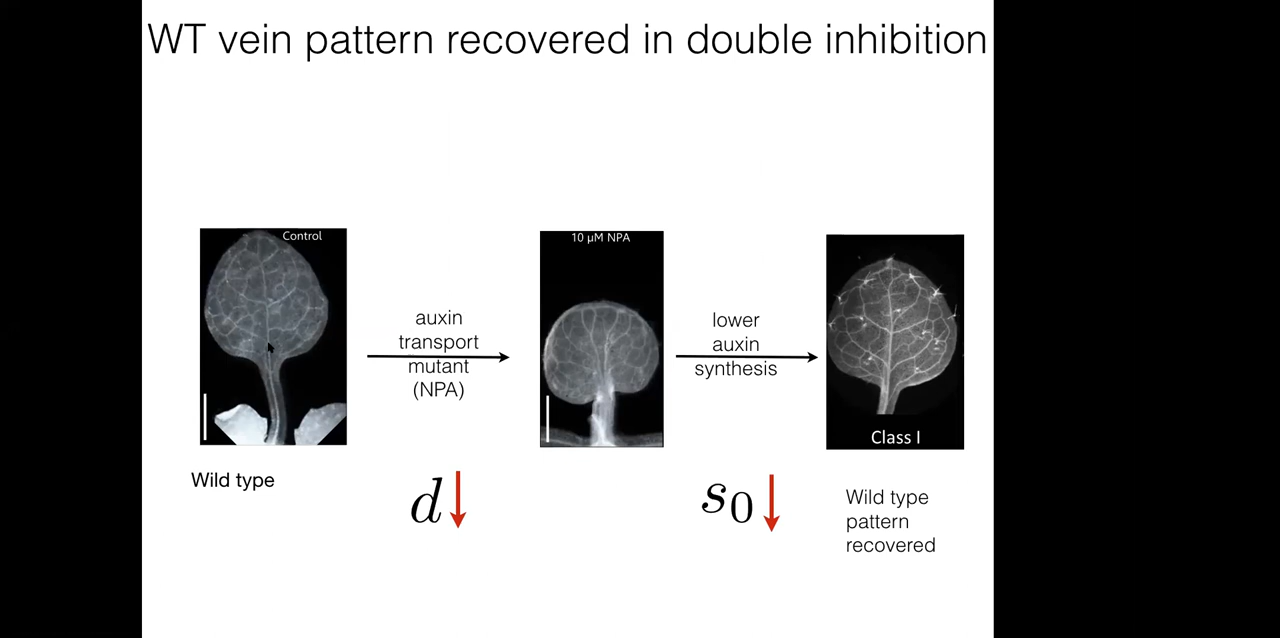 WT vein pattern recovered in double inhibition
Control
10 µM NPA
auxin
transport
mutant
(NPA)
lower
auxin
synthesis
Class I
Wild type
d
s0
Wild type
pattern
recovered